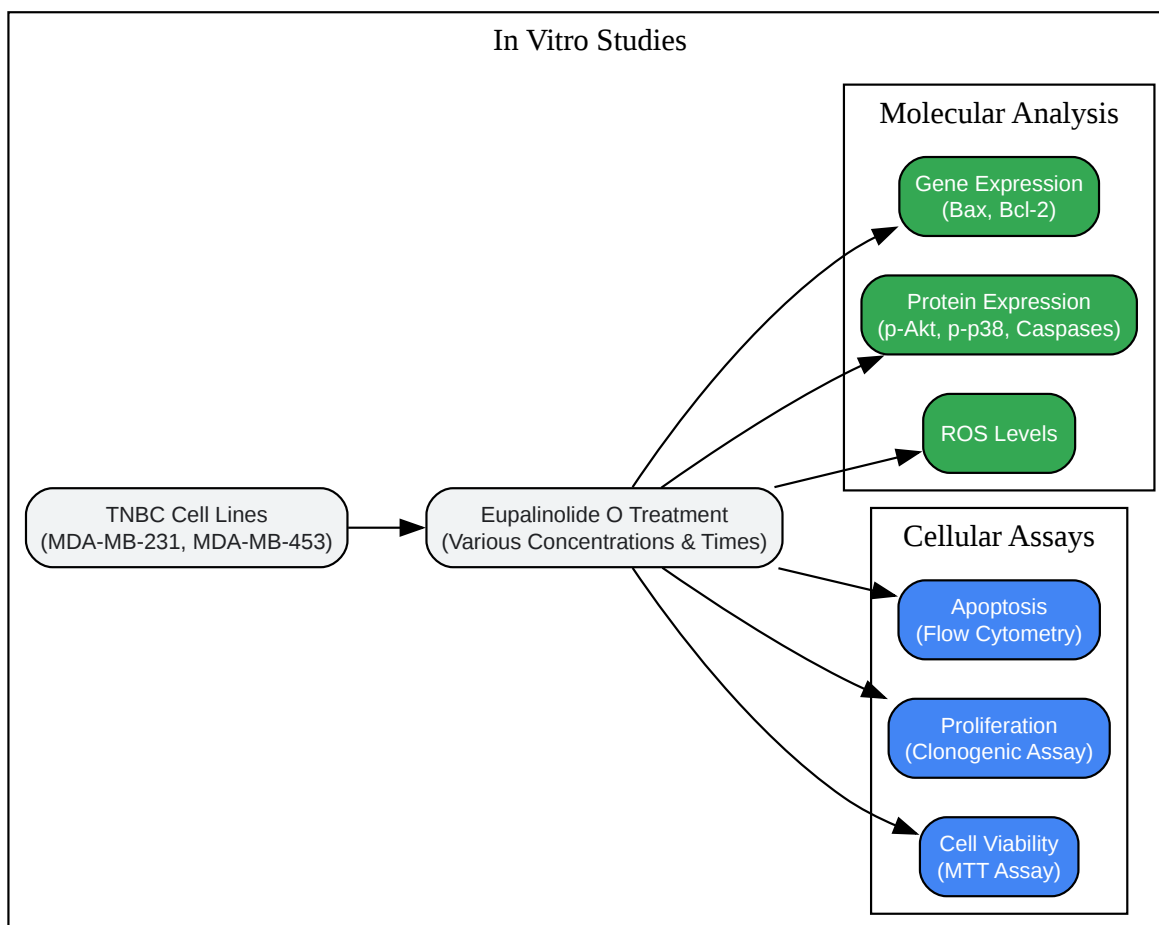 In Vitro Studies
Molecular Analysis
Gene Expression
(Bax, Bcl-2)
Protein Expression
(p-Akt, p-p38, Caspases)
ROS Levels
TNBC Cell Lines
(MDA-MB-231, MDA-MB-453)
Eupalinolide O Treatment
(Various Concentrations & Times)
Cellular Assays
Apoptosis
(Flow Cytometry)
Proliferation
(Clonogenic Assay)
Cell Viability
(MTT Assay)